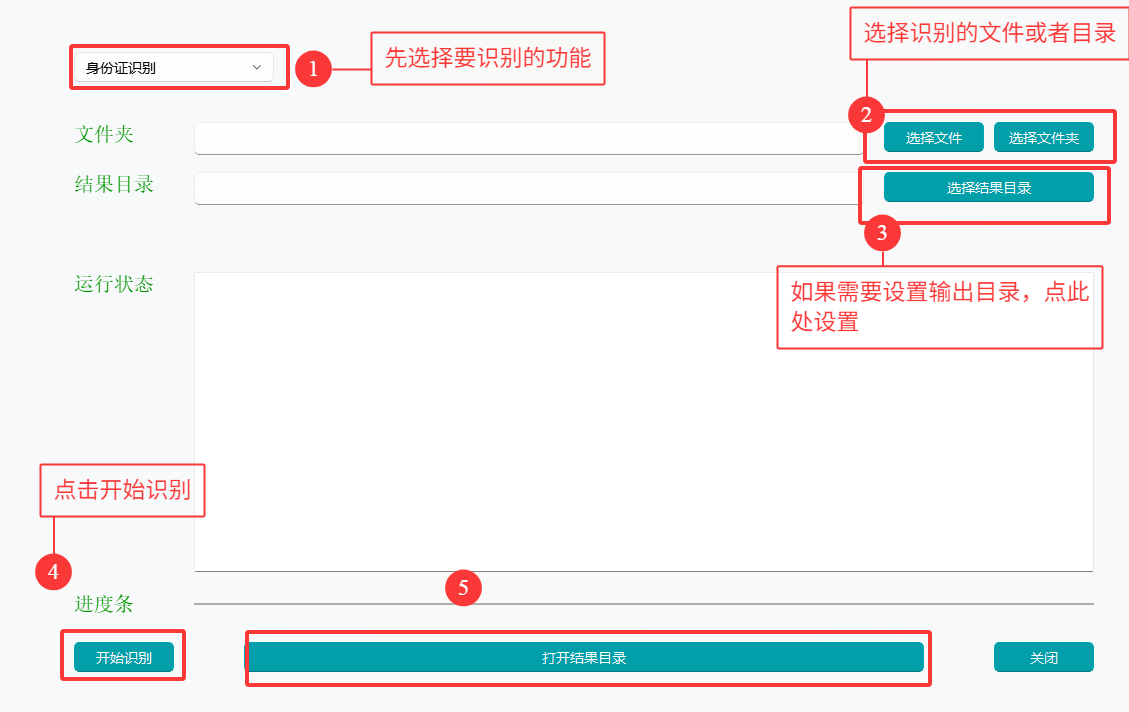 选择识别的文件或者目录
身份证识别
1
先选择要识别的功能
2
文件夹
选择文件
选择文件夹
结果目录
选择结果目录
3
运行状态
如果需要设置输出目录，点此
处设置
点击开始识别
4
5
进度条
开始识别
打开结果目录
关闭